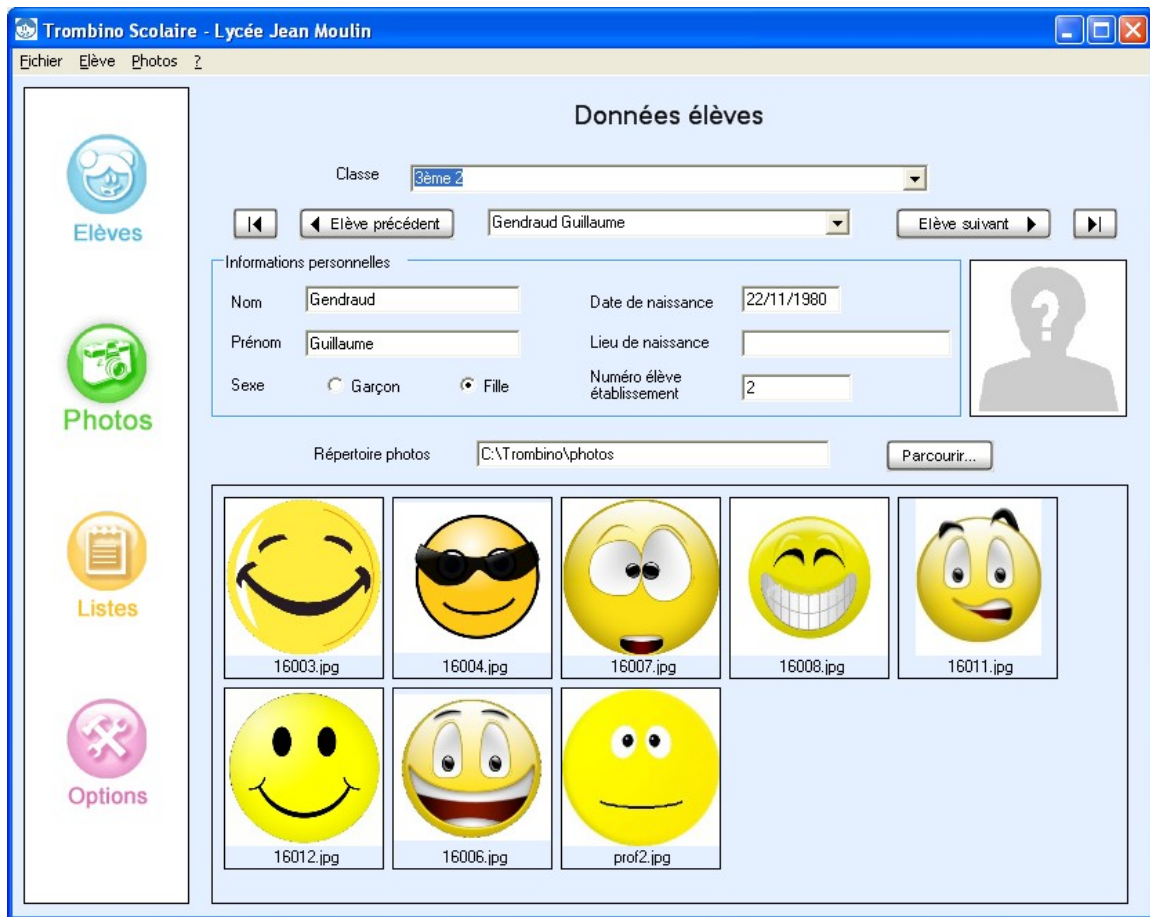 Trombino Scolaire - Lycée Jean Moulin
Fichier Elève Photos ?
Données élèves
Classe 3ème 2
Elève précédent Gendraud Guillaume Elève suivant
Elèves
Informations personnelles
Nom Gendraud Date de naissance 22/11/1980
Prénom Guillaume Lieu de naissance
Sexe Garçon Fille Numéro élève établissement 2
?
Photos
Répertoire photos C:\Trombino\photos Parcourir...
Listes
16003.jpg 16004.jpg 16007.jpg 16008.jpg 16011.jpg
Options
16012.jpg 16006.jpg prof2.jpg